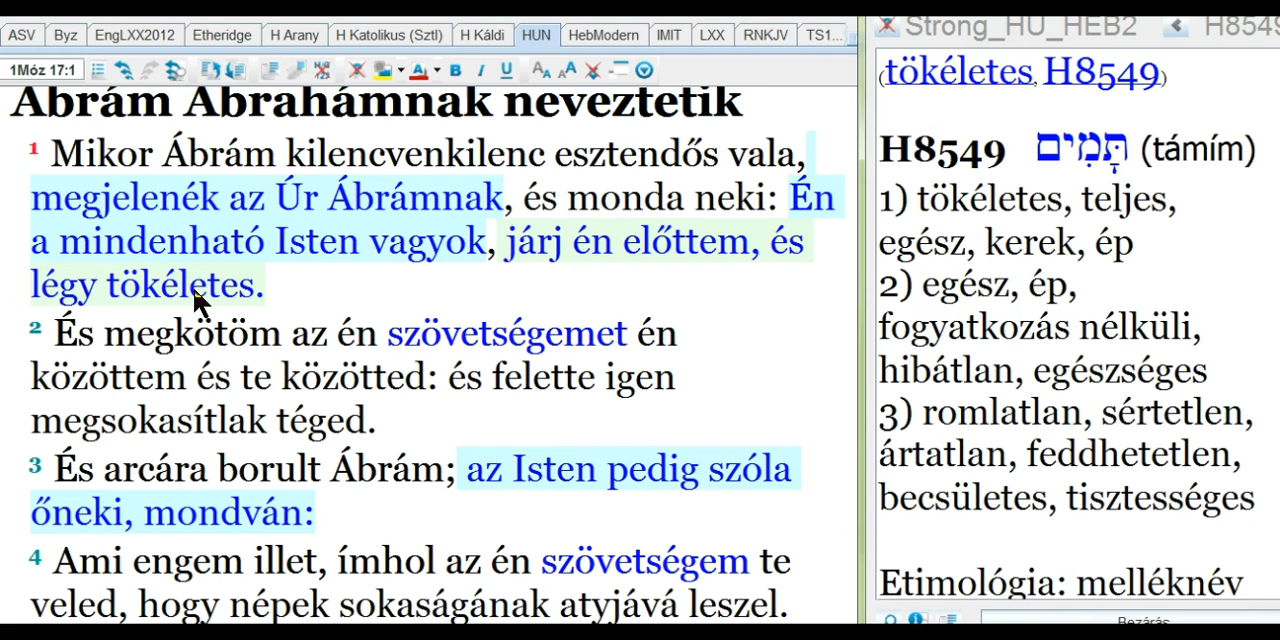 ASV Byz EngLXX2012 Etheridge H Arany H Katolikus (Sztl) H Káldi HUN HebModern IMIT LXX RNKJV TS1...
1Móz 17:1
Ábrám Ábrahámnak neveztetik
1 Mikor Ábrám kilencvenkilenc esztendős vala,
megjelenék az Úr Ábrámnak, és monda neki: Én
a mindenható Isten vagyok, járj én előttem, és
légy tökéletes.
2 És megkötöm az én szövetségemet én
közöttem és te közötted: és felette igen
megsokasítlak téged.
3 És arcára borult Ábrám; az Isten pedig szóla
őneki, mondván:
4 Ami engem illet, ímhol az én szövetségem te
veled, hogy népek sokaságának atyjává leszel.
Strong_HU_HEB2 H8549
(tökéletes, H8549)
H8549 תָּמִים (támím)
1) tökéletes, teljes,
egész, kerek, ép
2) egész, ép,
fogyatkozás nélküli,
hibátlan, egészséges
3) romlatlan, sértetlen,
ártatlan, feddhetetlen,
becsületes, tisztességes
Etimológia: melléknév
Bezárás